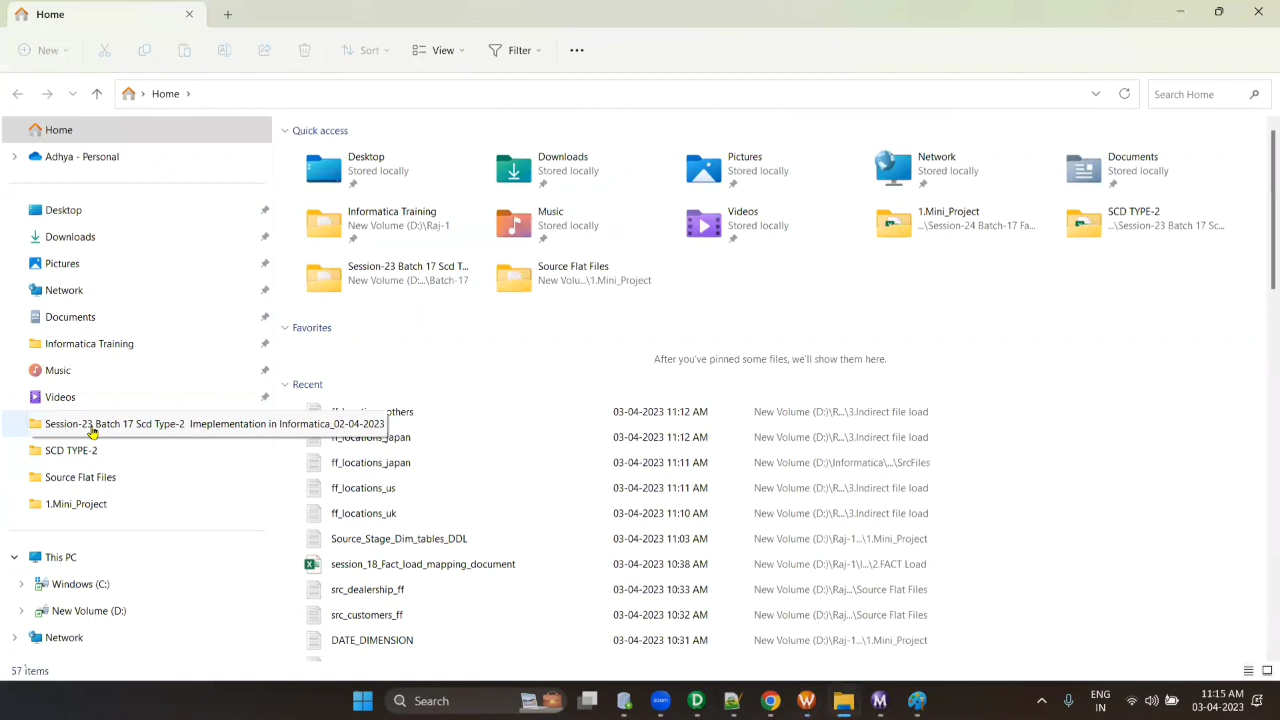 Home
New
Sort
View
Filter
Home
Search Home
Home
Adhya - Personal
Desktop
Downloads
Pictures
Network
Documents
Informatica Training
Music
Videos
Session-23 Batch 17 Scd Type-2 Imeplementation in Informatica_02-04-2023
SCD TYPE-2
Source Flat Files
1.Mini_Project
This PC
Windows (C:)
New Volume (D:)
Network
57 items
Quick access
Desktop
Stored locally
Downloads
Stored locally
Pictures
Stored locally
Network
Stored locally
Documents
Stored locally
Informatica Training
New Volume (D:)\Raj-1
Music
Stored locally
Videos
Stored locally
1.Mini_Project
...\Session-24 Batch-17 Fa...
SCD TYPE-2
...\Session-23 Batch 17 Sc...
Session-23 Batch 17 Scd T...
New Volume (D:...\Batch-17
Source Flat Files
New Volu...\1.Mini_Project
Favorites
After you've pinned some files, we'll show them here.
Recent
03-04-2023 11:12 AM New Volume (D:)\R...\3.Indirect file load
ff_locations_japan 03-04-2023 11:12 AM New Volume (D:)\R...\3.Indirect file load
ff_locations_japan 03-04-2023 11:11 AM New Volume (D:)\Informatica\...\SrcFiles
ff_locations_us 03-04-2023 11:11 AM New Volume (D:)\R...\3.Indirect file load
ff_locations_uk 03-04-2023 11:10 AM New Volume (D:)\R...\3.Indirect file load
Source_Stage_Dim_tables_DDL 03-04-2023 11:03 AM New Volume (D:)\Raj-1...\1.Mini_Project
session_18_Fact_load_mapping_document 03-04-2023 10:38 AM New Volume (D:)\Raj-1\I...\2.FACT Load
src_dealership_ff 03-04-2023 10:33 AM New Volume (D:)\Raj...\Source Flat Files
src_customers_ff 03-04-2023 10:32 AM New Volume (D:)\Raj...\Source Flat Files
DATE_DIMENSION 03-04-2023 10:31 AM New Volume (D:)\Raj-1...\1.Mini_Project
Search
zoom
D
W
M
ENG
IN
11:15 AM
03-04-2023